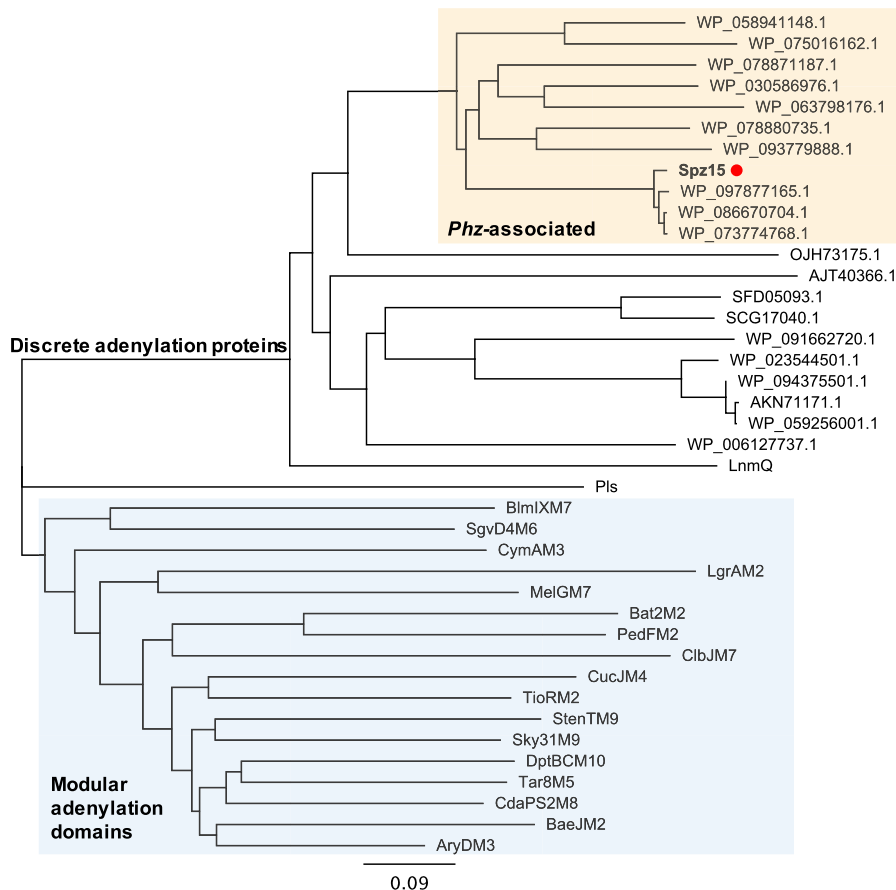 WP_058941148.1
WP_075016162.1
WP_078871187.1
WP_030586976.1
WP_063798176.1
WP_078880735.1
WP_093779888.1
Spz15
WP_097877165.1
WP_086670704.1
Phz-associated
WP_073774768.1
OJH73175.1
AJT40366.1
SFD05093.1
SCG17040.1
Discrete adenylation proteins
WP_091662720.1
WP_023544501.1
WP_094375501.1
AKN71171.1
WP_059256001.1
WP_006127737.1
LnmQ
Pls
BlmIXM7
SgvD4M6
CymAM3
LgrAM2
MelGM7
Bat2M2
PedFM2
ClbJM7
CucJM4
TioRM2
StenTM9
Sky31M9
DptBCM10
Tar8M5
CdaPS2M8
BaeJM2
AryDM3
Modular
adenylation
domains
0.09